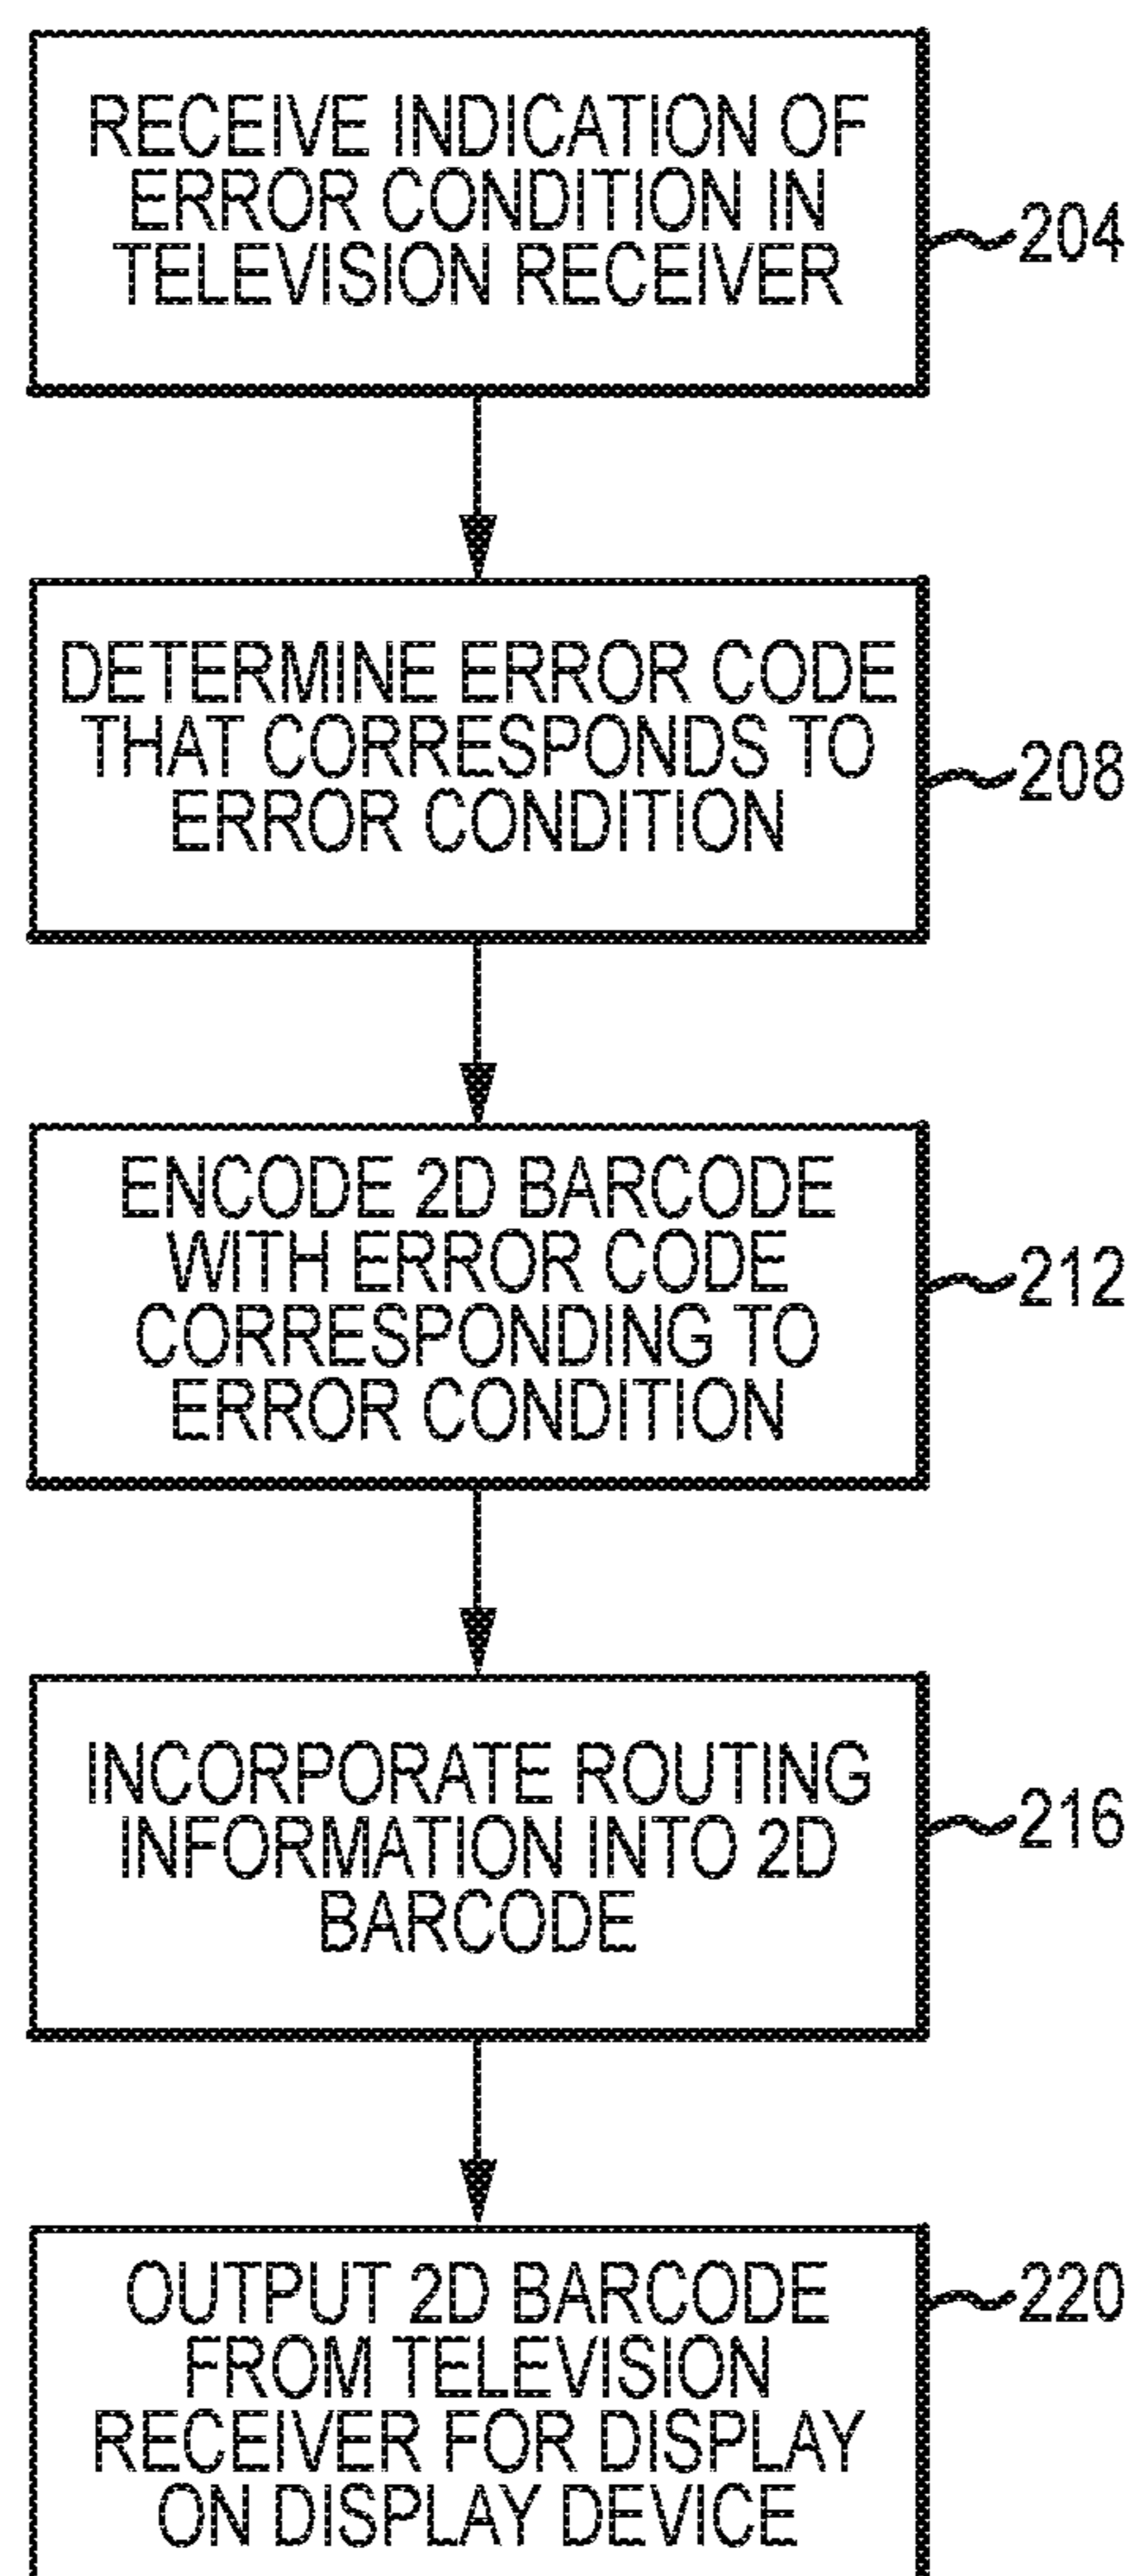 RECEIVE INDICATION OF
ERROR CONDITION IN
TELEVISION RECEIVER
204
DETERMINE ERROR CODE
THAT CORRESPONDS TO
ERROR CONDITION
208
ENCODE 2D BARCODE
WITH ERROR CODE
CORRESPONDING TO
ERROR CONDITION
212
INCORPORATE ROUTING
INFORMATION INTO 2D
BARCODE
216
OUTPUT 2D BARCODE
FROM TELEVISION
RECEIVER FOR DISPLAY
ON DISPLAY DEVICE
220